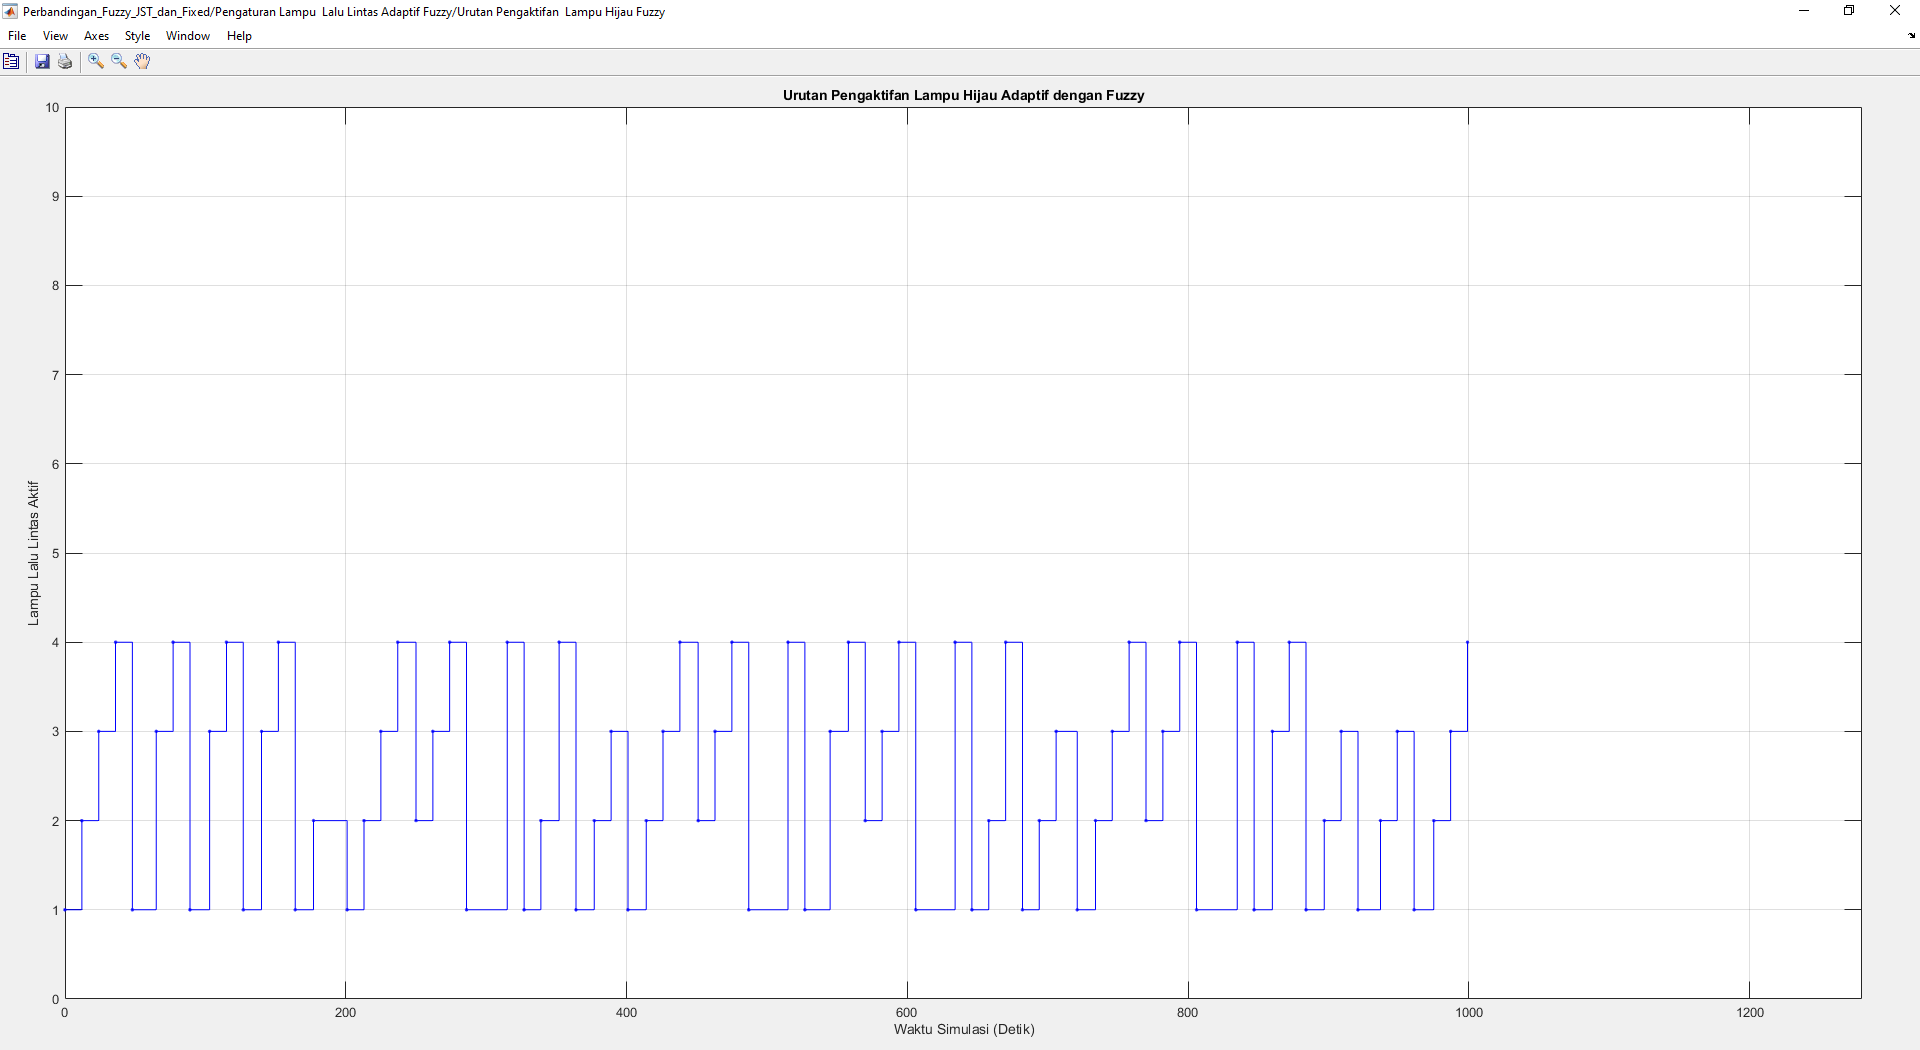 Perbandingan_Fuzzy_JST_dan_Fixed/Pengaturan Lampu  Lalu Lintas Adaptif Fuzzy/Urutan Pengaktifan  Lampu Hijau Fuzzy
File View Axes Style Window Help
Urutan Pengaktifan Lampu Hijau Adaptif dengan Fuzzy
10
9
8
7
6
5
4
3
2
1
0
Lampu Lalu Lintas Aktif
0 200 400 600 800 1000 1200
Waktu Simulasi (Detik)